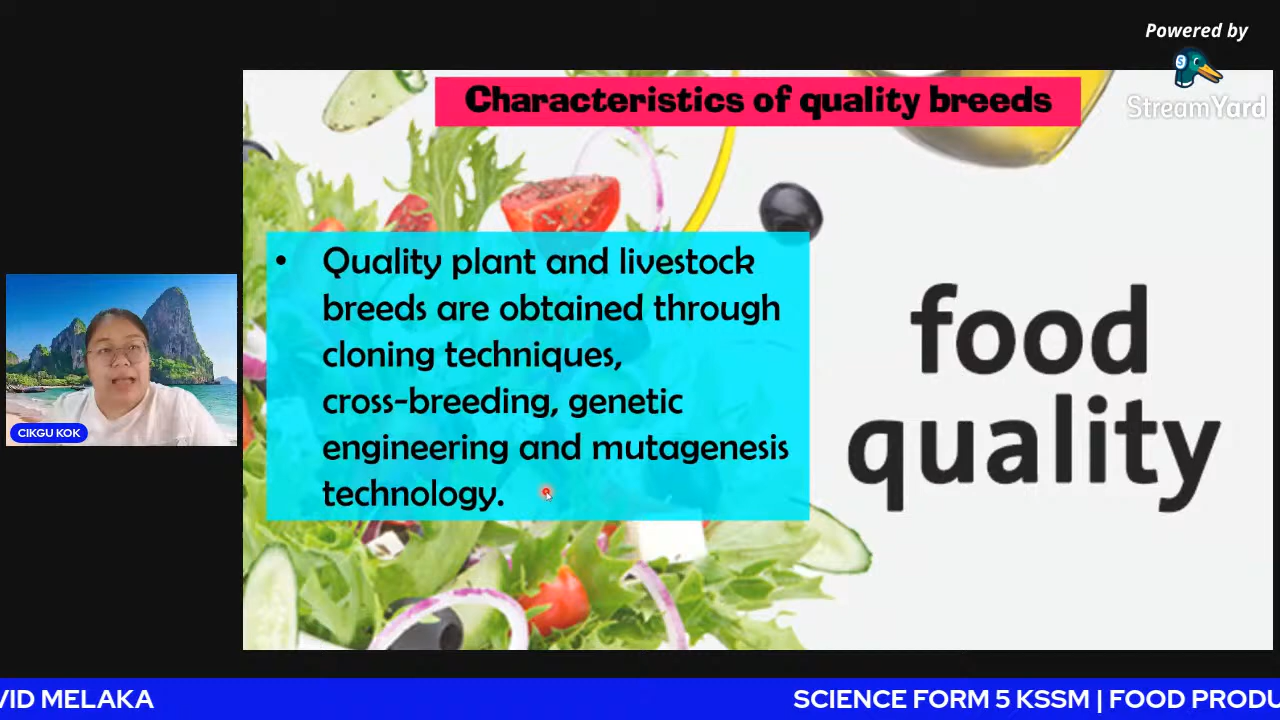 Powered by
StreamYard
Characteristics of quality breeds
• Quality plant and livestock
breeds are obtained through
cloning techniques,
cross-breeding, genetic
engineering and mutagenesis
technology.
food
quality
CIKGU KOK
VID MELAKA
SCIENCE FORM 5 KSSM | FOOD PRODU